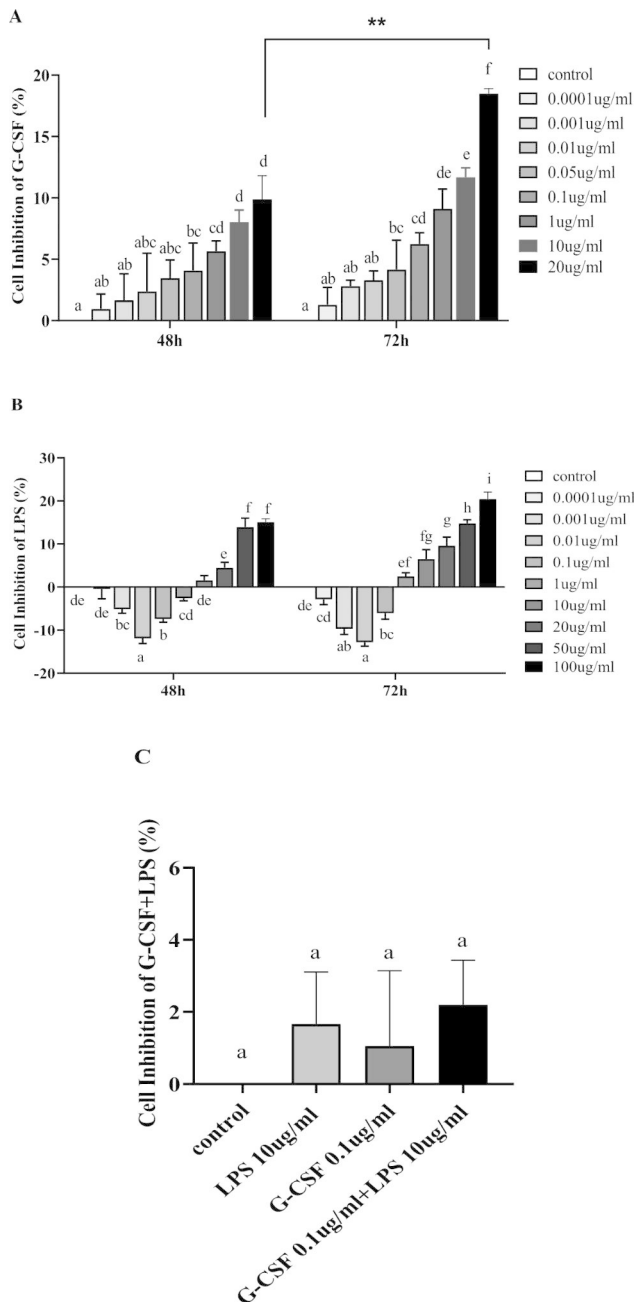 A
**
Cell Inhibition of G-CSF (%)
20
15
10
5
0
a ab ab abc abc bc cd d d
a ab ab ab bc cd de e f
48h 72h
control
0.0001ug/ml
0.001ug/ml
0.01ug/ml
0.05ug/ml
0.1ug/ml
1ug/ml
10ug/ml
20ug/ml
B
Cell Inhibition of LPS (%)
30
20
10
0
-10
-20
de de bc a b cd de e f f
de cd ab a bc ef fg g h i
48h 72h
control
0.0001ug/ml
0.001ug/ml
0.01ug/ml
0.1ug/ml
1ug/ml
10ug/ml
20ug/ml
50ug/ml
100ug/ml
C
Cell Inhibition of G-CSF+LPS (%)
6
4
2
0
a a a a
control
LPS 10ug/ml
G-CSF 0.1ug/ml
G-CSF 0.1ug/ml+LPS 10ug/ml